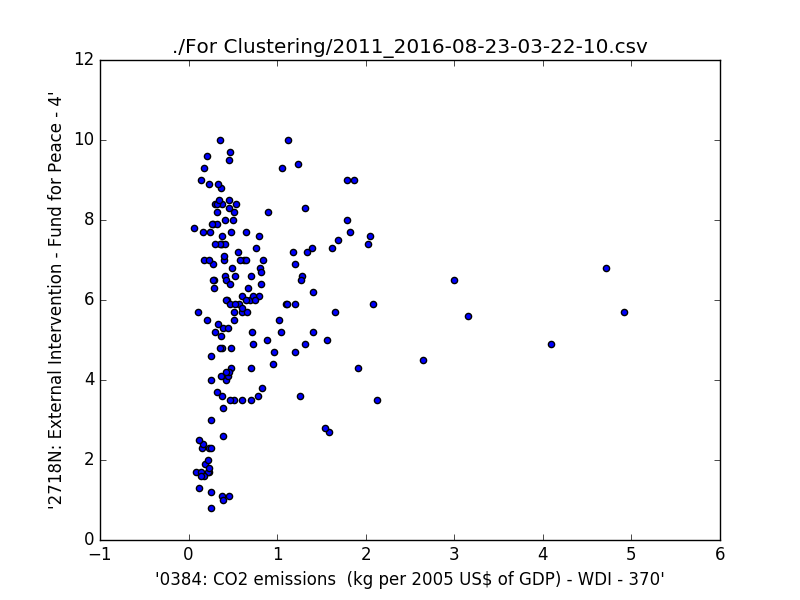 ./For Clustering/2011_2016-08-23-03-22-10.csv
12
10
8
6
4
2
0
'2718N: External Intervention - Fund for Peace - 4'
−1 0 1 2 3 4 5 6
'0384: CO2 emissions  (kg per 2005 US$ of GDP) - WDI - 370'